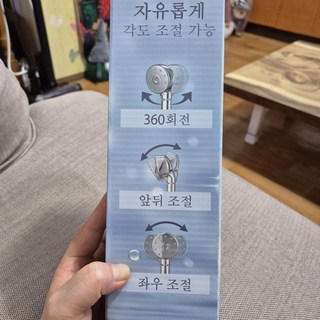 자유롭게
각도 조절 가능
360회전
앞뒤 조절
좌우 조절